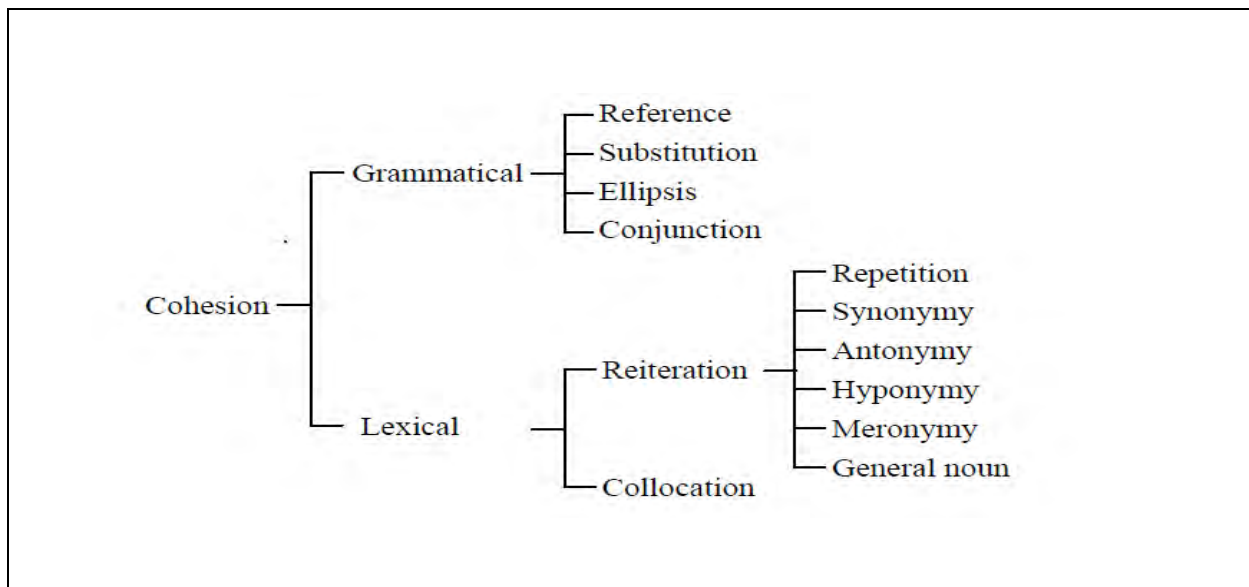 Cohesion
Grammatical
Reference
Substitution
Ellipsis
Conjunction
Lexical
Reiteration
Repetition
Synonymy
Antonymy
Hyponymy
Meronymy
General noun
Collocation